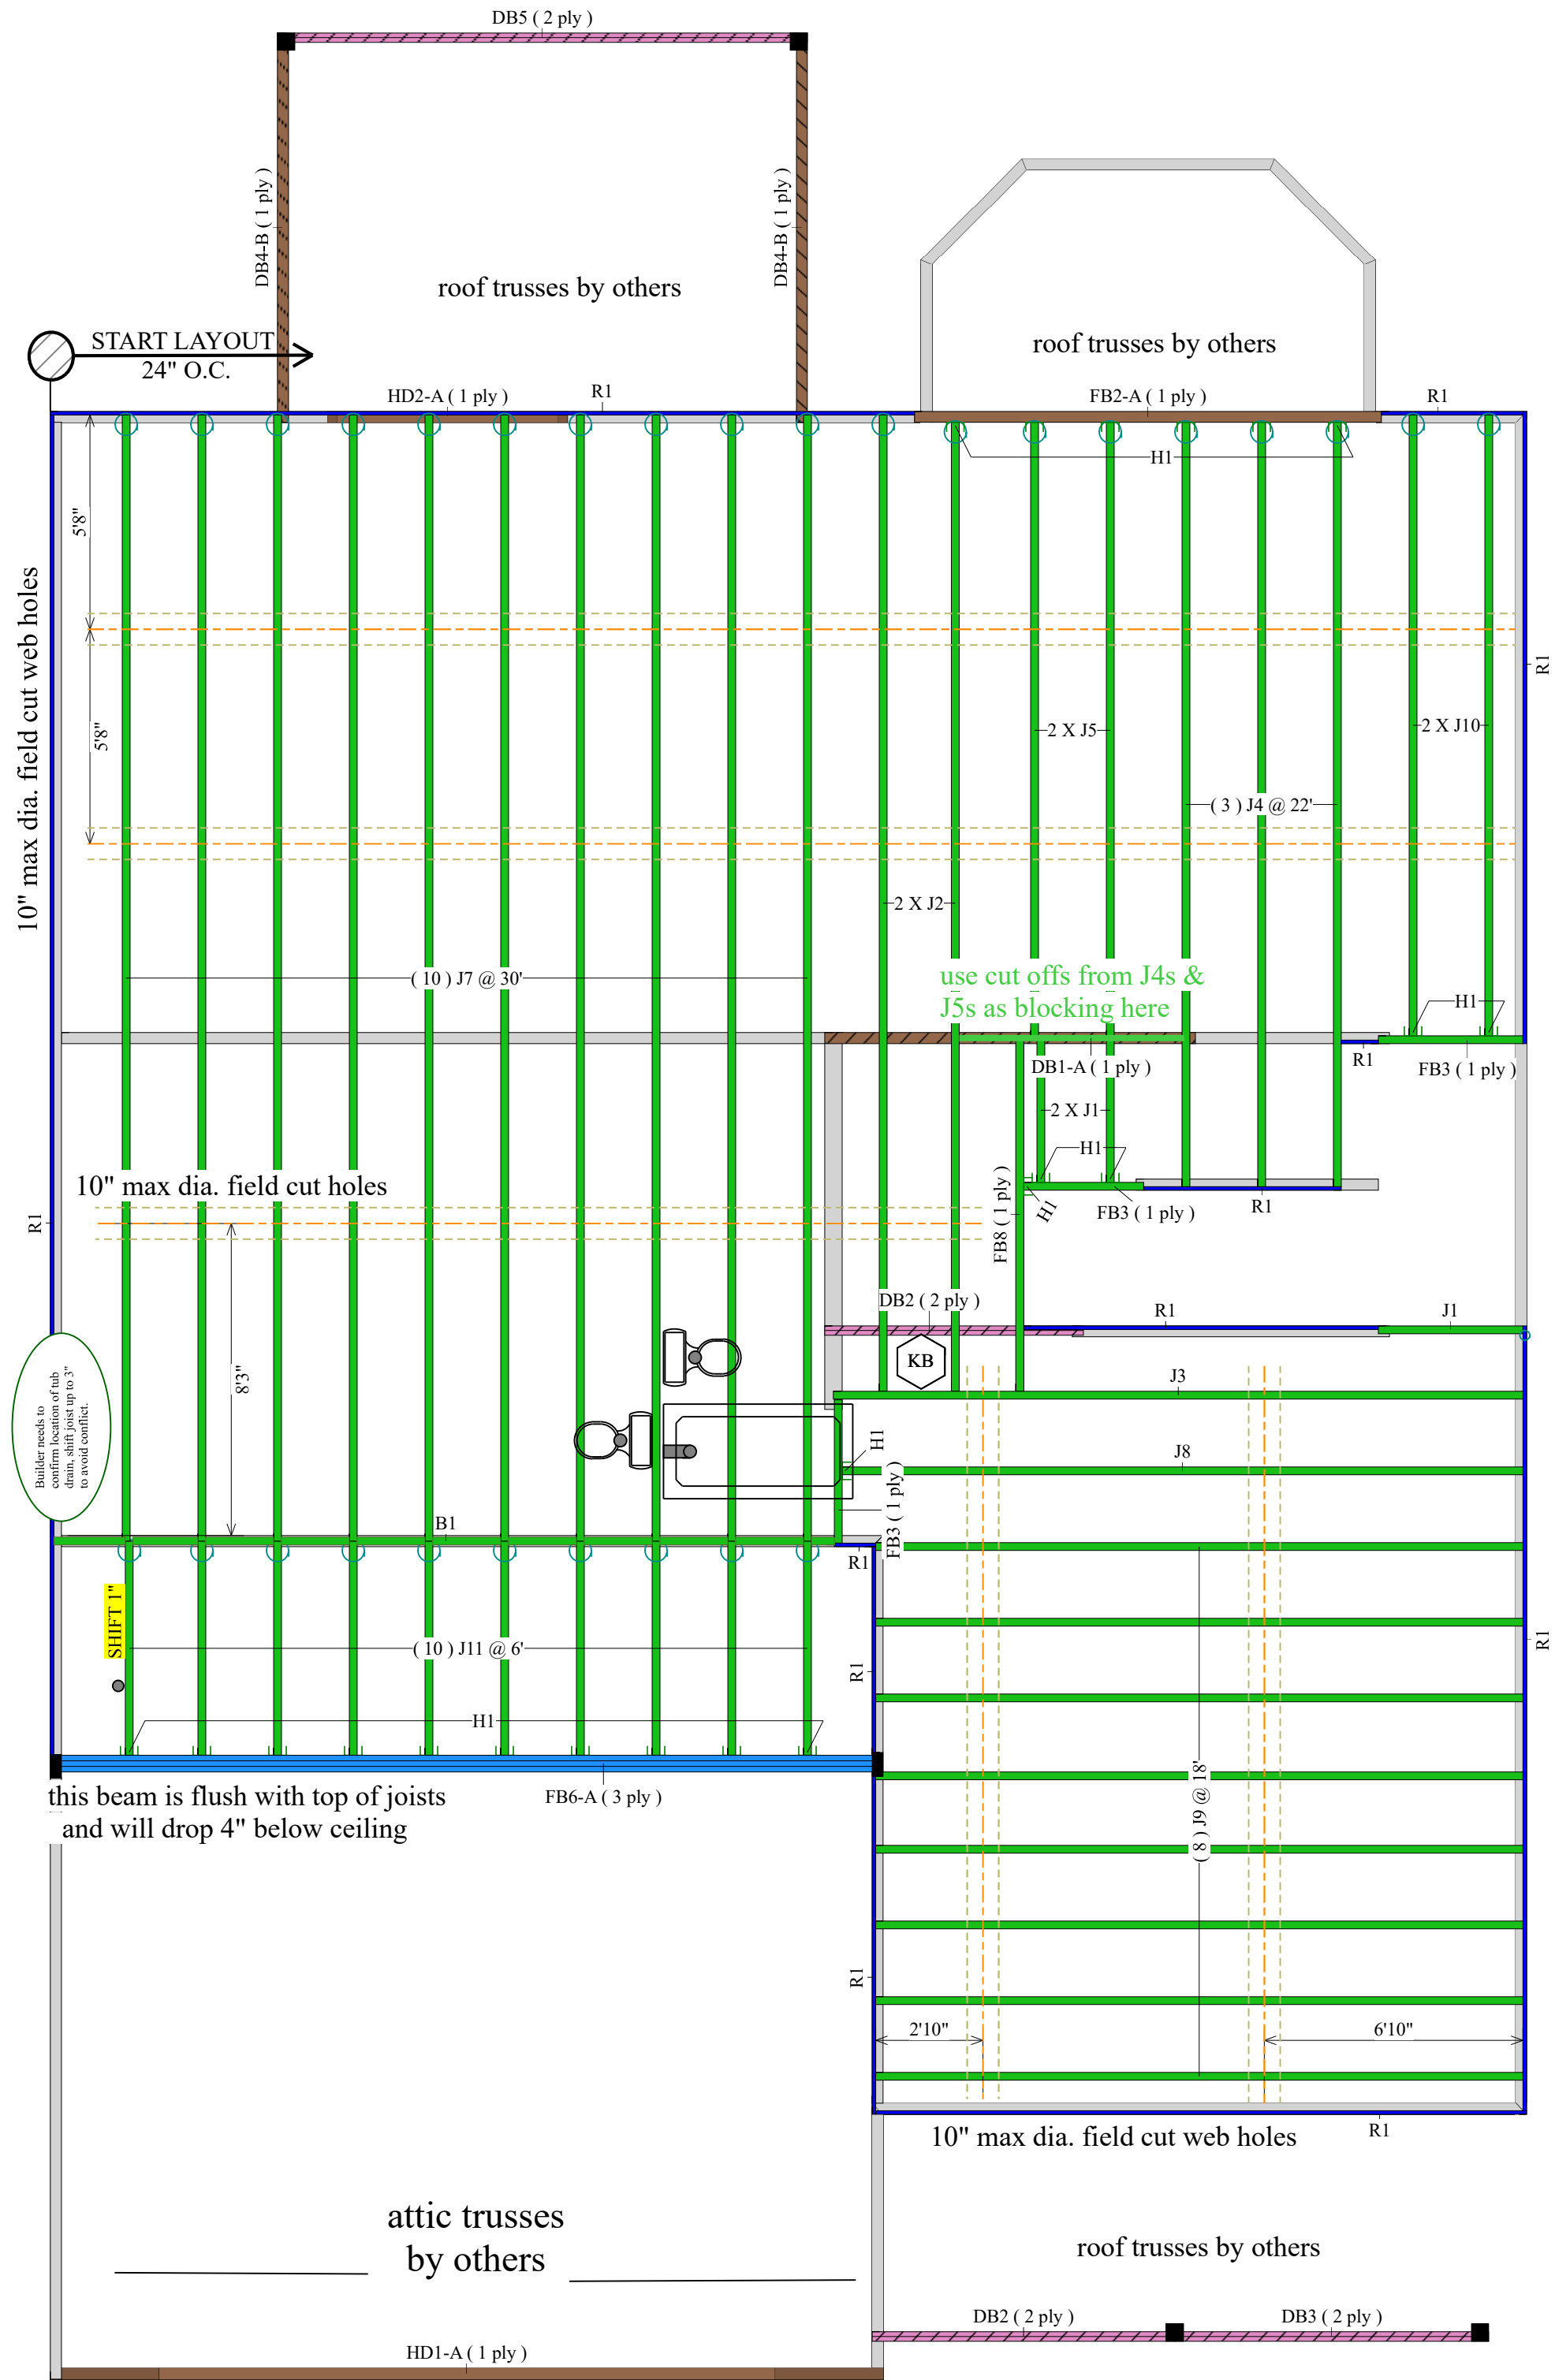 DB5 ( 2 ply )
DB4-B ( 1 ply )
DB4-B ( 1 ply )
roof trusses by others
roof trusses by others
START LAYOUT
24" O.C.
HD2-A ( 1 ply )
R1
FB2-A ( 1 ply )
R1
H1
5'8"
10" max dia. field cut web holes
R1
5'8"
2 X J5
2 X J10
( 3 ) J4 @ 22'
2 X J2
( 10 ) J7 @ 30'
use cut offs from J4s &
J5s as blocking here
H1
R1
FB3 ( 1 ply )
DB1-A ( 1 ply )
2 X J1
H1
10" max dia. field cut holes
R1
FB8 ( 1 ply )
H1
FB3 ( 1 ply )
R1
DB2 ( 2 ply )
R1
J1
KB
8'3"
J3
Builder needs to
confirm location of tub
drain, shift joist up to 3"
to avoid conflict.
H1
J8
FB3 ( 1 ply )
B1
R1
SHIFT 1"
( 10 ) J11 @ 6'
R1
R1
H1
this beam is flush with top of joists
and will drop 4" below ceiling
FB6-A ( 3 ply )
( 8 ) J9 @ 18'
R1
2'10"
6'10"
10" max dia. field cut web holes
R1
attic trusses
by others
roof trusses by others
DB2 ( 2 ply )
DB3 ( 2 ply )
HD1-A ( 1 ply )